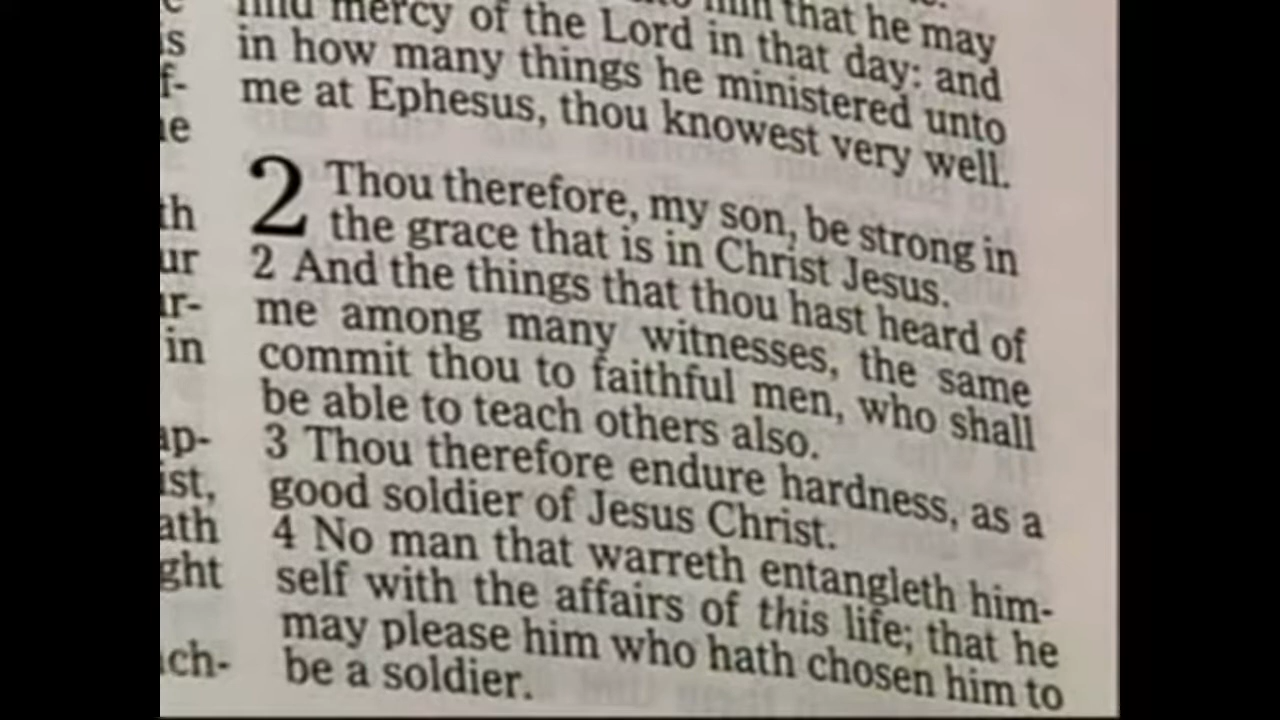 him that he may
find mercy of the Lord in that day: and
in how many things he ministered unto
me at Ephesus, thou knowest very well.
2 Thou therefore, my son, be strong in
the grace that is in Christ Jesus.
2 And the things that thou hast heard of
me among many witnesses, the same
commit thou to faithful men, who shall
be able to teach others also.
3 Thou therefore endure hardness, as a
good soldier of Jesus Christ.
4 No man that warreth entangleth him-
self with the affairs of this life; that he
may please him who hath chosen him to
be a soldier.